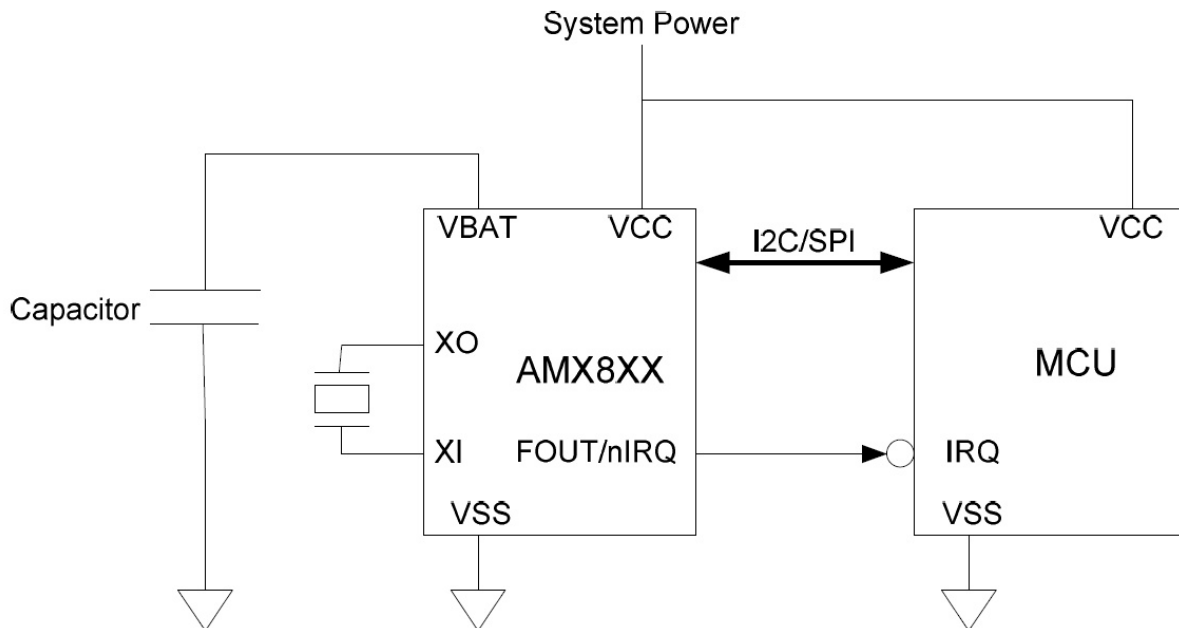 System Power
VBAT
VCC
I2C/SPI
VCC
Capacitor
XO
AMX8XX
MCU
XI
FOUT/nIRQ
IRQ
VSS
VSS